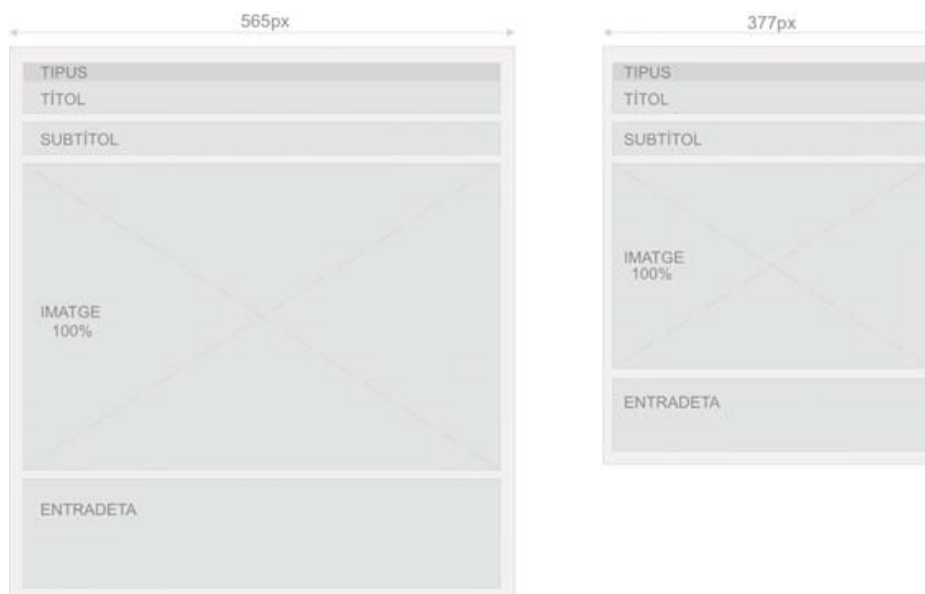 565px
TIPUS
TÍTOL
SUBTÍTOL
IMATGE
100%
ENTRADETA
377px
TIPUS
TÍTOL
SUBTÍTOL
IMATGE
100%
ENTRADETA